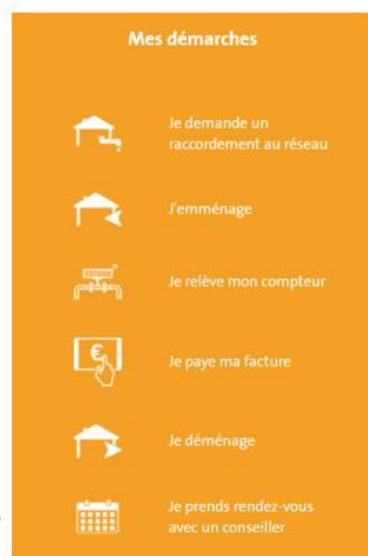 Mes démarches
Je demande un
raccordement au réseau
J'emménage
Je relève mon compteur
€
Je paye ma facture
Je déménage
Je prends rendez-vous
avec un conseiller